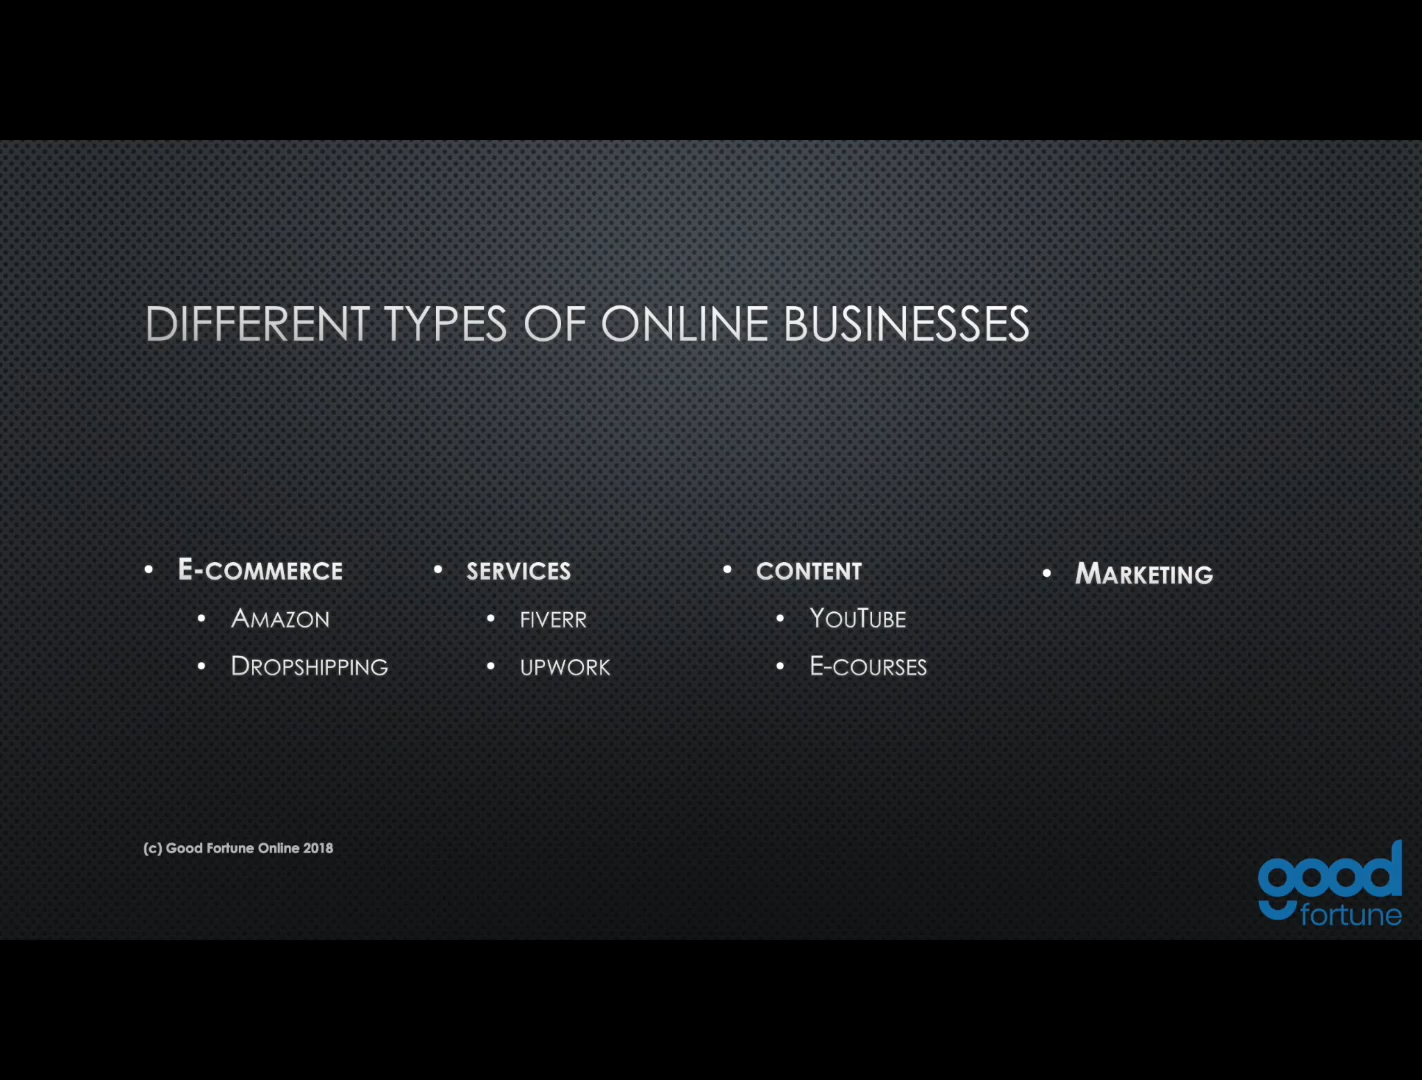 DIFFERENT TYPES OF ONLINE BUSINESSES
• E-COMMERCE
• AMAZON
• DROPSHIPPING
• SERVICES
• FIVERR
• UPWORK
• CONTENT
• YOUTUBE
• E-COURSES
• MARKETING
(c) Good Fortune Online 2018
good
fortune